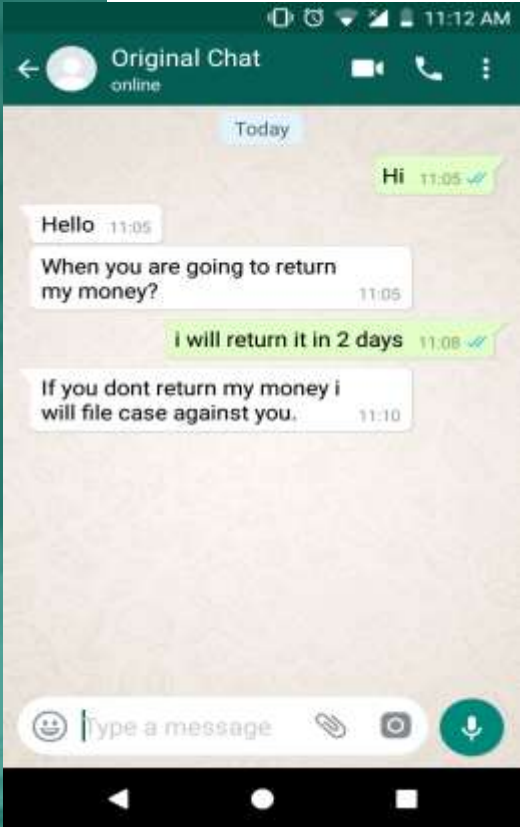 11:12 AM
Original Chat
online
Today
Hi 11:05
Hello 11:05
When you are going to return
my money? 11:05
i will return it in 2 days 11:08
If you dont return my money i
will file case against you. 11:10
Type a message